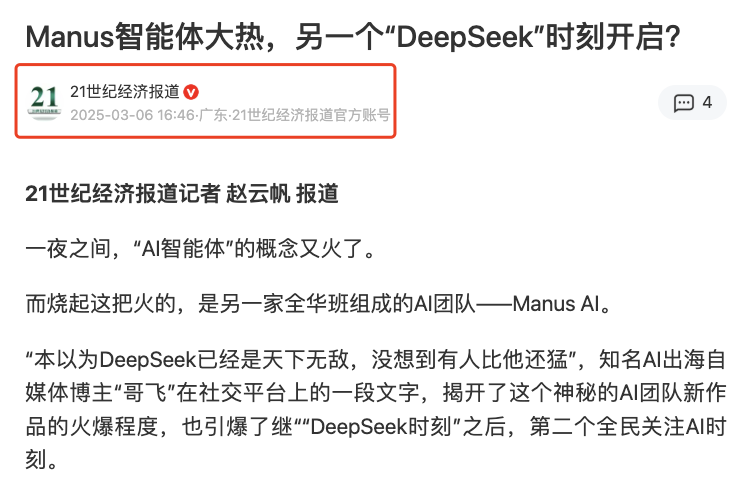 Manus智能体大热，另一个“DeepSeek”时刻开启？
21
21世纪经济报道
2025-03-06 16:46·广东·21世纪经济报道官方账号
4
21世纪经济报道记者 赵云帆 报道
一夜之间，“AI智能体”的概念又火了。
而烧起这把火的，是另一家全华班组成的AI团队——Manus AI。
“本以为DeepSeek已经是天下无敌，没想到有人比他还猛”，知名AI出海自
媒体博主“哥飞”在社交平台上的一段文字，揭开了这个神秘的AI团队新作
品的火爆程度，也引爆了继““DeepSeek时刻”之后，第二个全民关注AI时
刻。